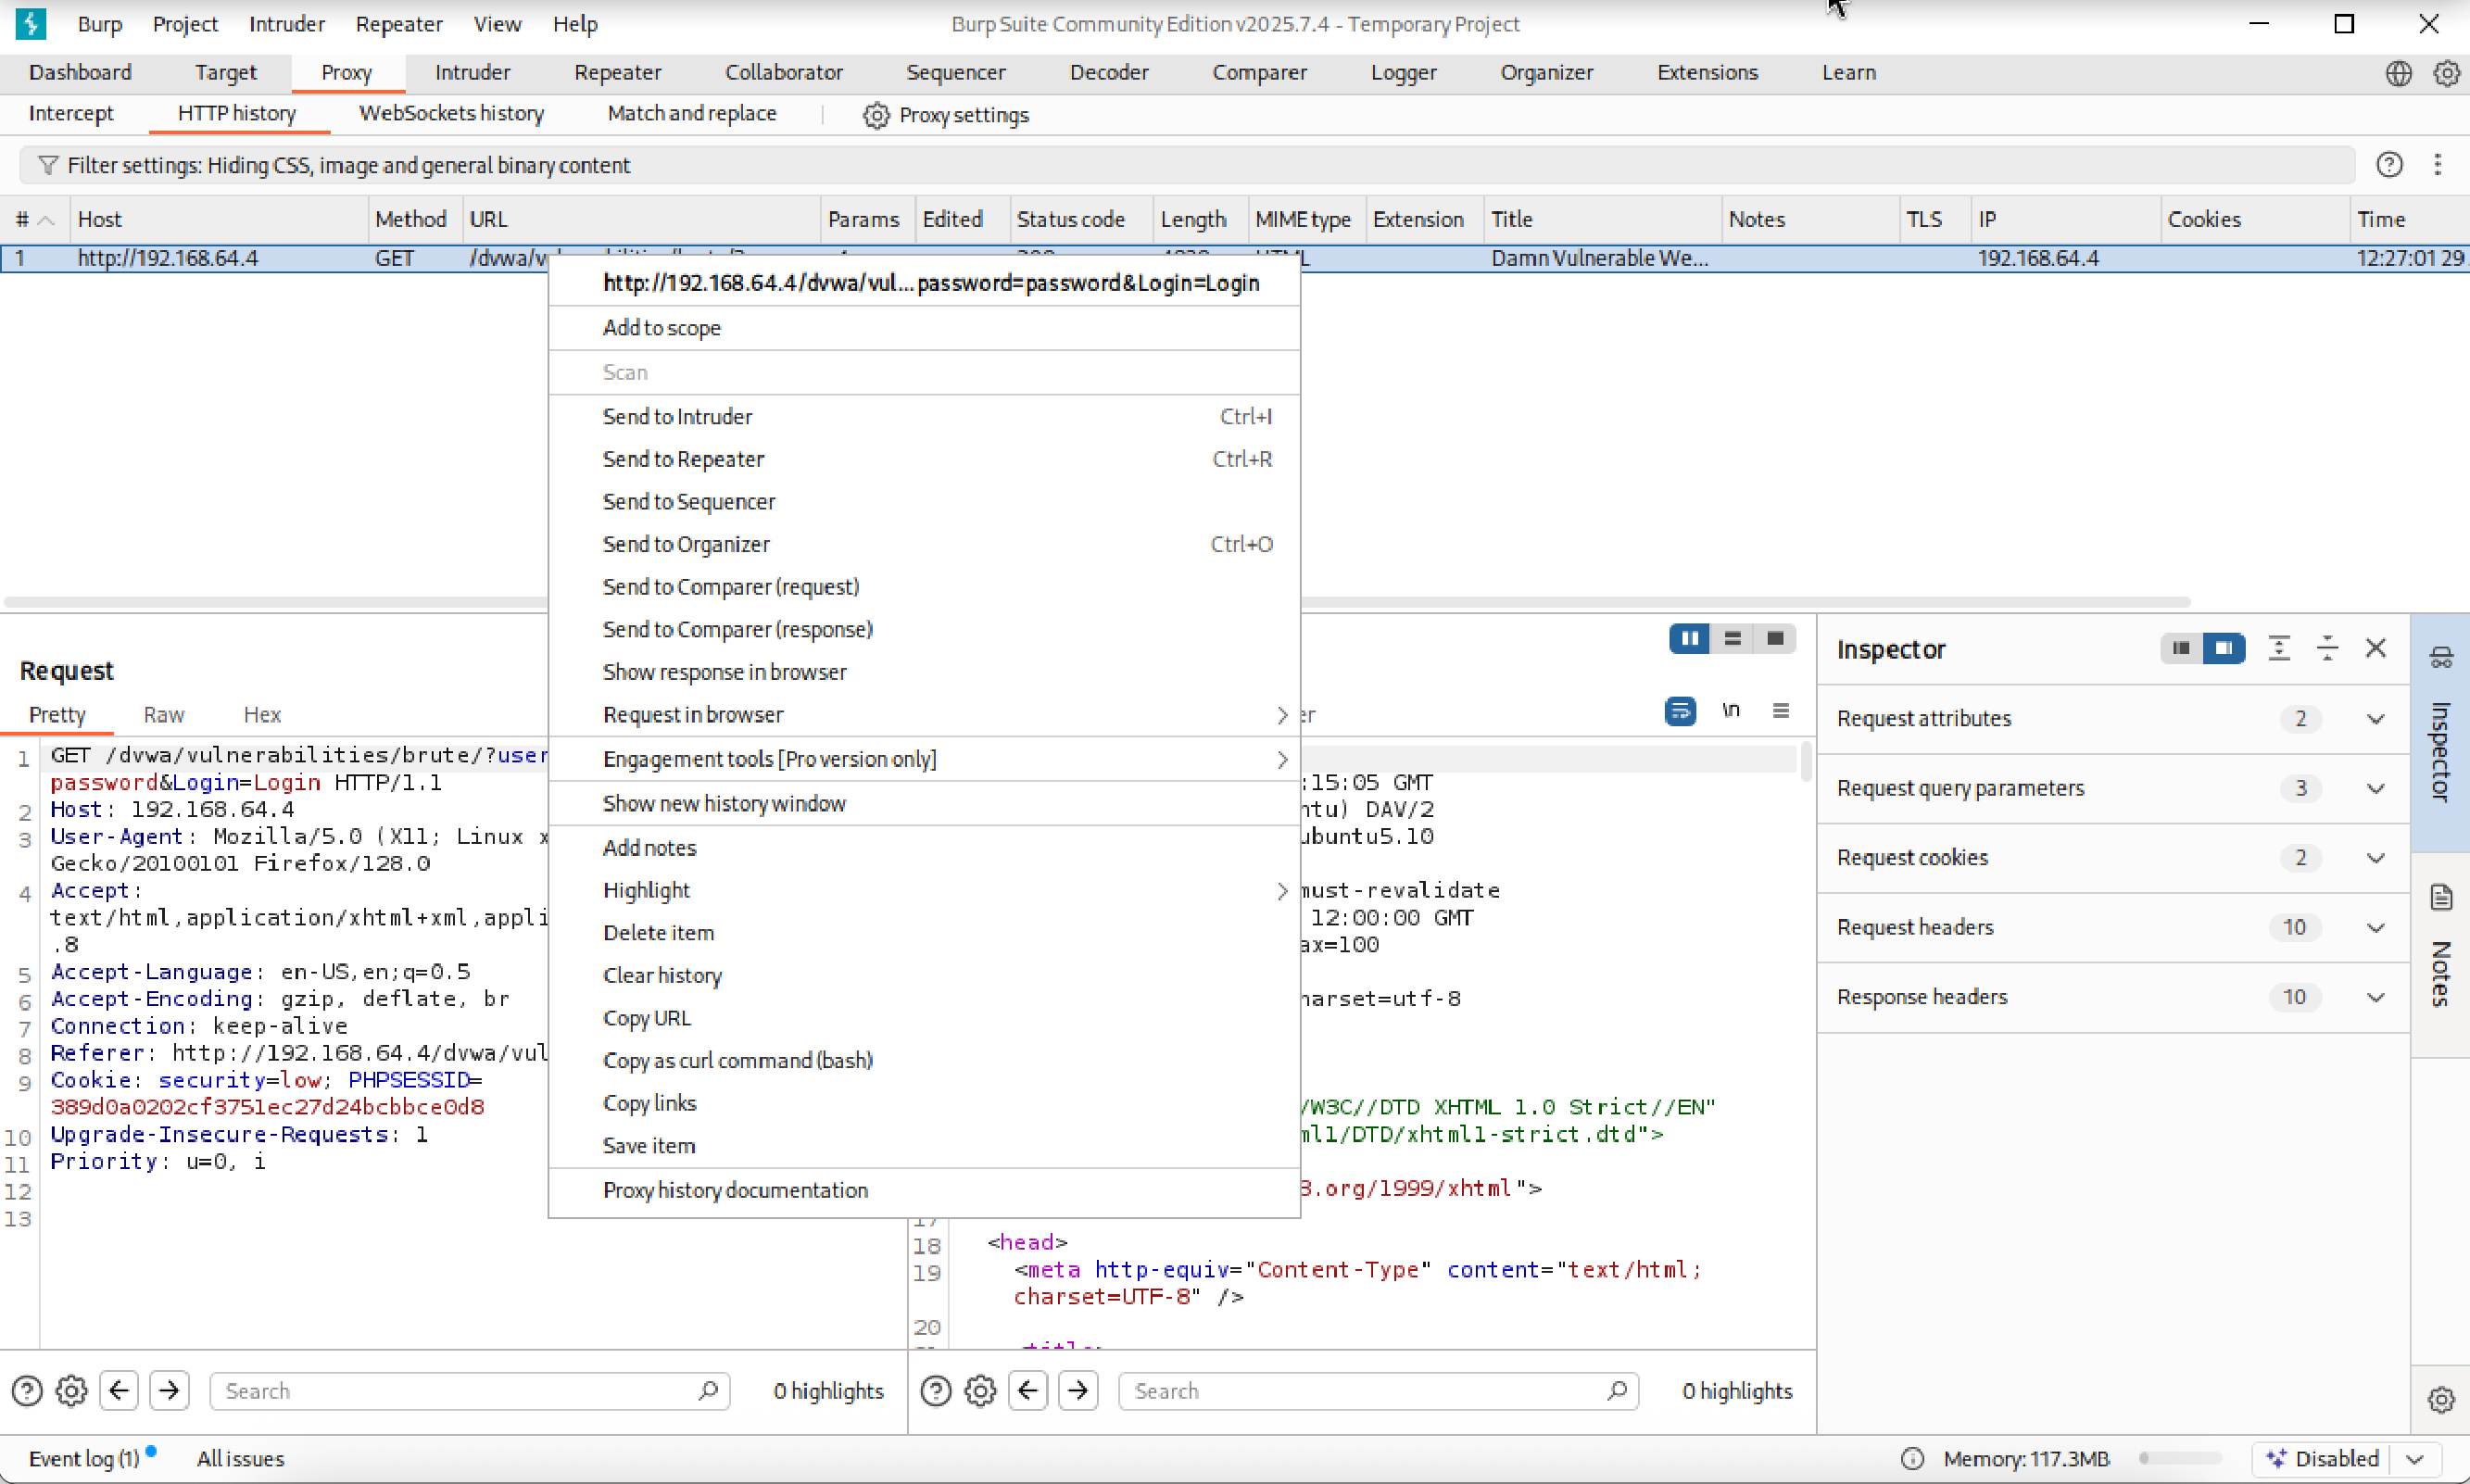 Burp Project Intruder Repeater View Help Burp Suite Community Edition v2025.7.4 - Temporary Project
Dashboard Target Proxy Intruder Repeater Collaborator Sequencer Decoder Comparer Logger Organizer Extensions Learn
Intercept HTTP history WebSockets history Match and replace Proxy settings
Filter settings: Hiding CSS, image and general binary content
# Host Method URL Params Edited Status code Length MIME type Extension Title Notes TLS IP Cookies Time
1 http://192.168.64.4 GET /dvwa/v Damn Vulnerable We... 192.168.64.4 12:27:01 29
http://192.168.64.4/dvwa/vul...password=password&Login=Login
Add to scope
Scan
Send to Intruder Ctrl+I
Send to Repeater Ctrl+R
Send to Sequencer
Send to Organizer Ctrl+O
Send to Comparer (request)
Send to Comparer (response)
Show response in browser
Request in browser
Engagement tools [Pro version only]
Show new history window
Add notes
Highlight
Delete item
Clear history
Copy URL
Copy as curl command (bash)
Copy links
Save item
Proxy history documentation
Request
Pretty Raw Hex
1 GET /dvwa/vulnerabilities/brute/?user
password&Login=Login HTTP/1.1
2 Host: 192.168.64.4
3 User-Agent: Mozilla/5.0 (X11; Linux x
Gecko/20100101 Firefox/128.0
4 Accept:
text/html,application/xhtml+xml,appli
.8
5 Accept-Language: en-US,en;q=0.5
6 Accept-Encoding: gzip, deflate, br
7 Connection: keep-alive
8 Referer: http://192.168.64.4/dvwa/vul
9 Cookie: security=low; PHPSESSID=
389d0a0202cf3751ec27d24bcbbce0d8
10 Upgrade-Insecure-Requests: 1
11 Priority: u=0, i
12
13
er
\n
:15:05 GMT
ntu) DAV/2
ubuntu5.10
must-revalidate
12:00:00 GMT
ax=100
harset=utf-8
/W3C//DTD XHTML 1.0 Strict//EN"
ml1/DTD/xhtml1-strict.dtd">
3.org/1999/xhtml">
17
18 <head>
19 <meta http-equiv="Content-Type" content="text/html;
charset=UTF-8" />
20
Inspector
Request attributes 2
Request query parameters 3
Request cookies 2
Request headers 10
Response headers 10
Inspector
Notes
Search 0 highlights
Search 0 highlights
Event log (1) All issues Memory: 117.3MB Disabled